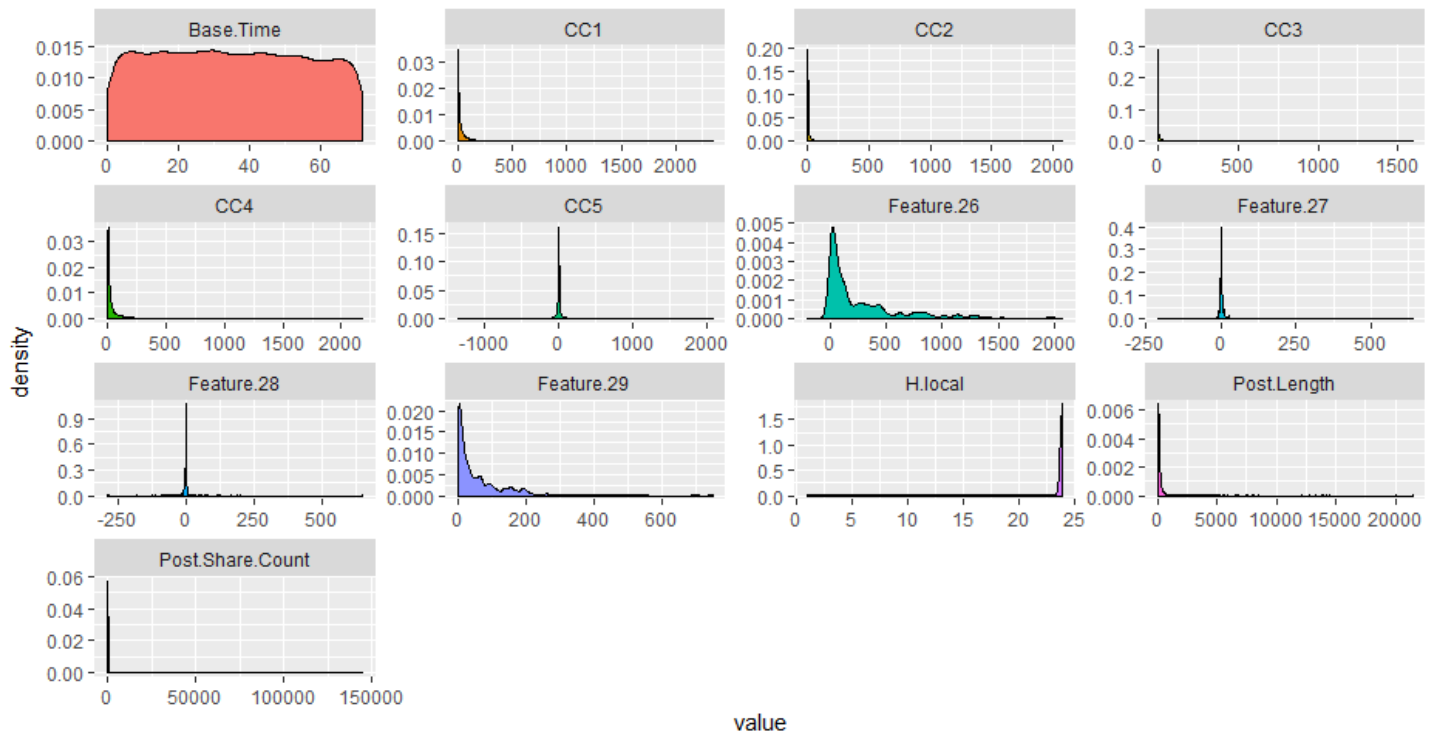 Base.Time CC1 CC2 CC3
0.015 0.03 0.20 0.3
0.010 0.02 0.15 0.2
0.005 0.01 0.10 0.1
0.000 0.00 0.05 0.0
0.00
0 20 40 60 0 500 1000 1500 2000 0 500 1000 1500 2000 0 500 1000 1500
CC4 CC5 Feature.26 Feature.27
0.03 0.15 0.005 0.4
0.02 0.10 0.004 0.3
0.01 0.05 0.003 0.2
0.00 0.00 0.002 0.1
0.001 0.0
0.000
0 500 1000 1500 2000 -1000 0 1000 2000 0 500 1000 1500 2000 -250 0 250 500
density
Feature.28 Feature.29 H.local Post.Length
0.9 0.020 1.5 0.006
0.6 0.015 1.0 0.004
0.3 0.010 0.5 0.002
0.0 0.005 0.0 0.000
0.000
-250 0 250 500 0 200 400 600 0 5 10 15 20 25 0 5000 10000 15000 20000
Post.Share.Count
0.06
0.04
0.02
0.00
0 50000 100000 150000
value